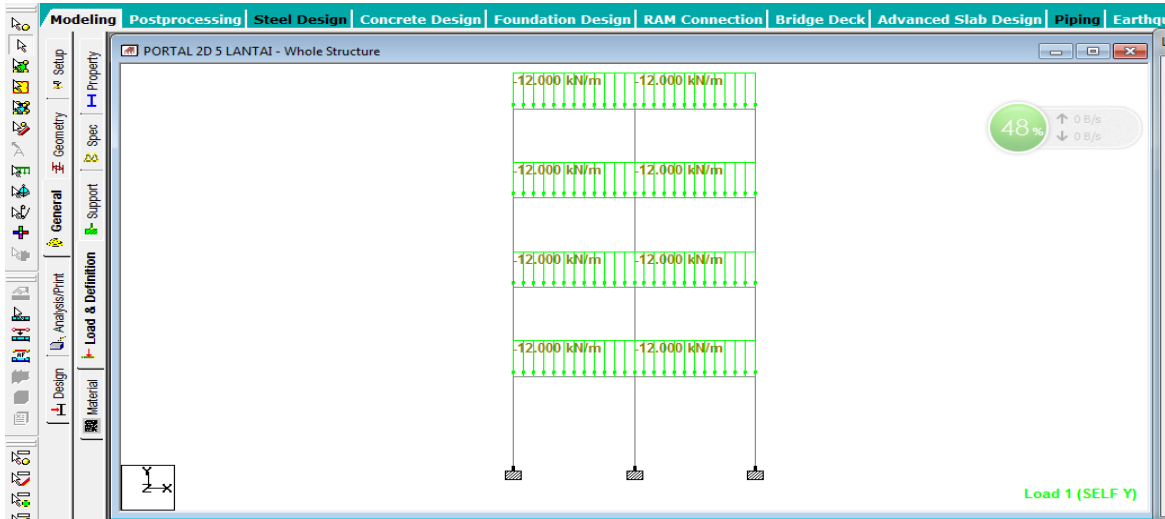 Modeling Postprocessing Steel Design Concrete Design Foundation Design RAM Connection Bridge Deck Advanced Slab Design Piping Earthq
PORTAL 2D 5 LANTAI - Whole Structure
Setup
Geometry
General
Analysis/Print
Design
Property
Spec
Support
Load & Definition
Material
-12.000 kN/m -12.000 kN/m
-12.000 kN/m -12.000 kN/m
-12.000 kN/m -12.000 kN/m
-12.000 kN/m -12.000 kN/m
48%
0 B/s
0 B/s
Y
Z X
Load 1 (SELF Y)